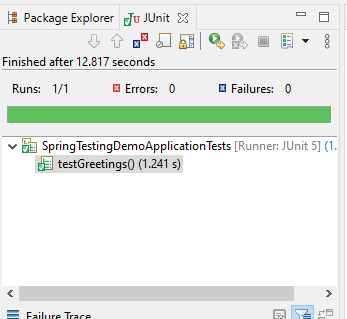 Package Explorer JUnit
Finished after 12.817 seconds
Runs: 1/1 Errors: 0 Failures: 0
SpringTestingDemoApplicationTests [Runner: JUnit 5] (1.
testGreetings() (1.241 s)
Failure Trace